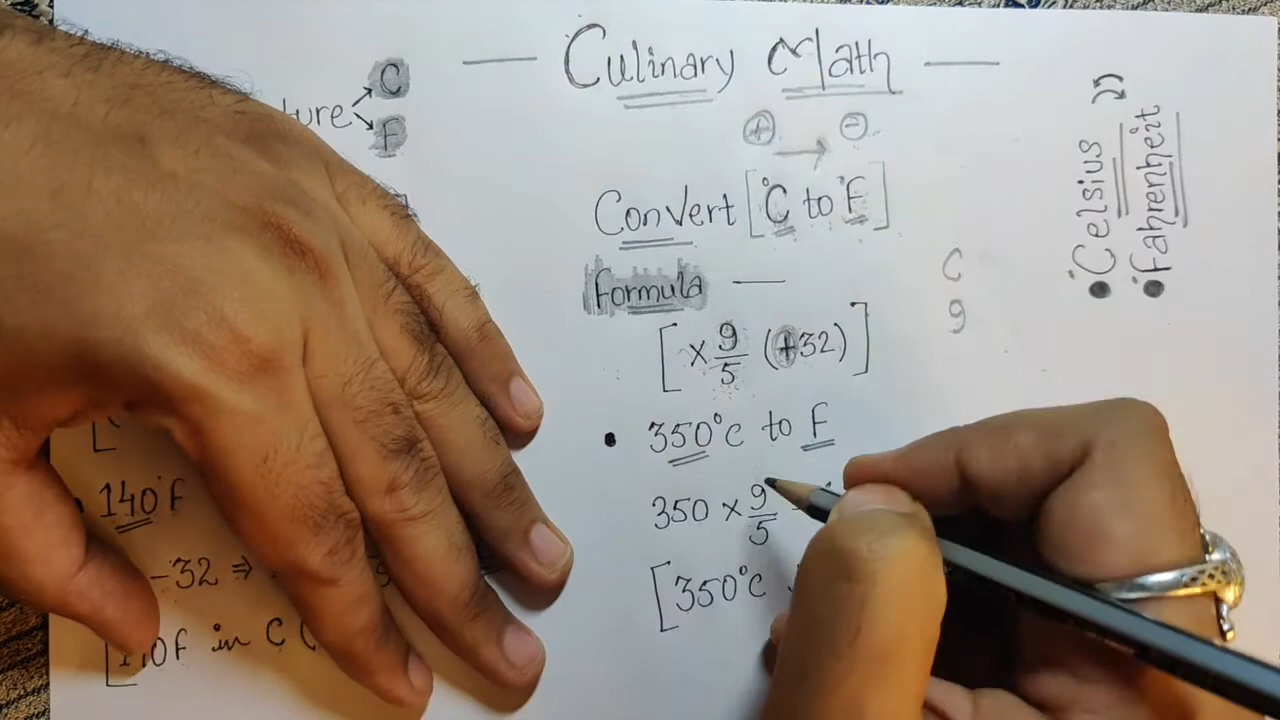 — Culinary Math —
C
F
+ → -
Convert [°C to °F]
Formula —
[× 9/5 (+32)]
• 350°C to F
350 × 9/5
[350°C
140°F
-32 ⇒
F in C (
C
9
• Celsius
• Fahrenheit